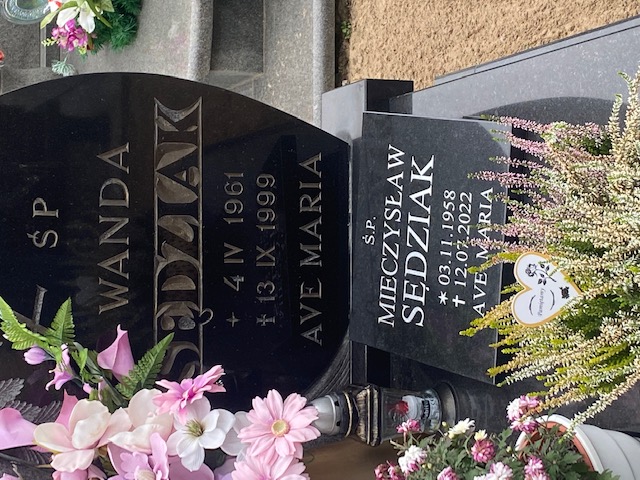 ŚP
WANDA
SĘDZIAK
+ 4 IV 1961
† 13 IX 1999
AVE MARIA
Ś.P.
MIECZYSŁAW
SĘDZIAK
* 03.11.1958
† 12.07.2022
AVE MARIA
Pamiętamy